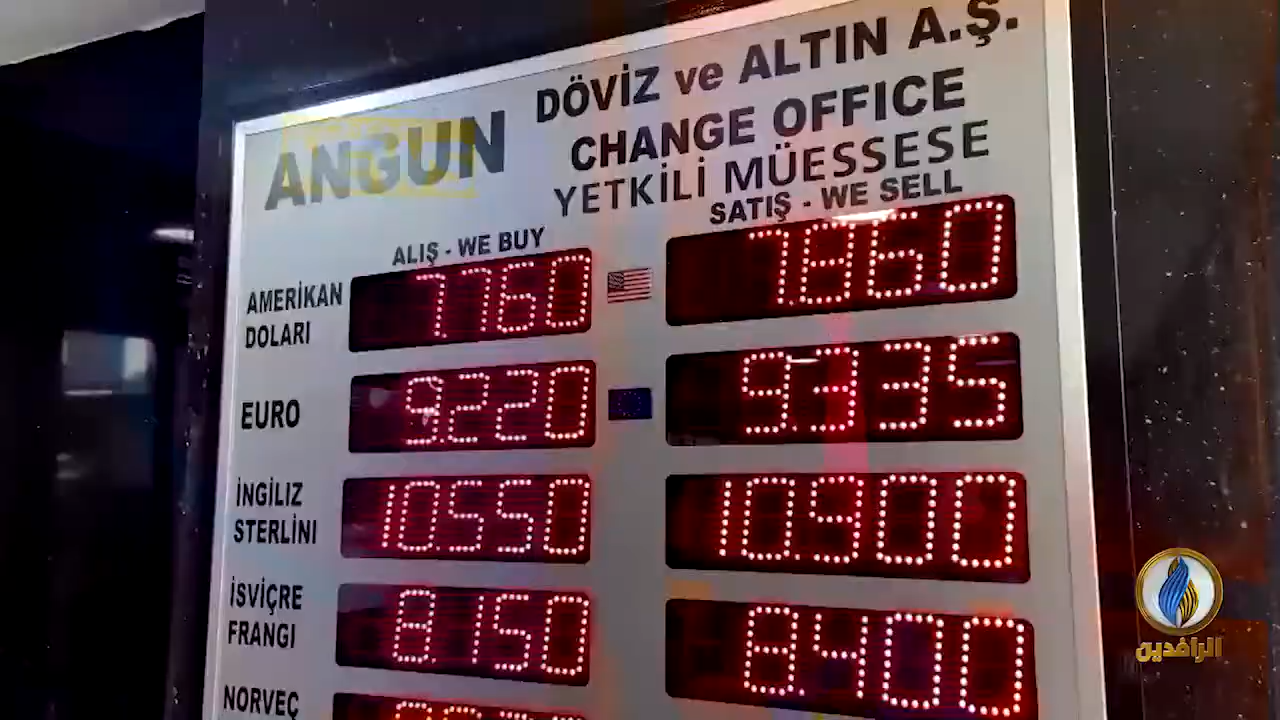 ANGUN
DÖVİZ ve ALTIN A.Ş.
CHANGE OFFICE
YETKİLİ MÜESSESE
ALIŞ - WE BUY
SATIŞ - WE SELL
AMERİKAN DOLARI 7.760 7.860
EURO 9.220 9.335
İNGİLİZ STERLİNİ 10.550 10.900
İSVİÇRE FRANGI 8.150 8.400
NORVEÇ
الرافدين